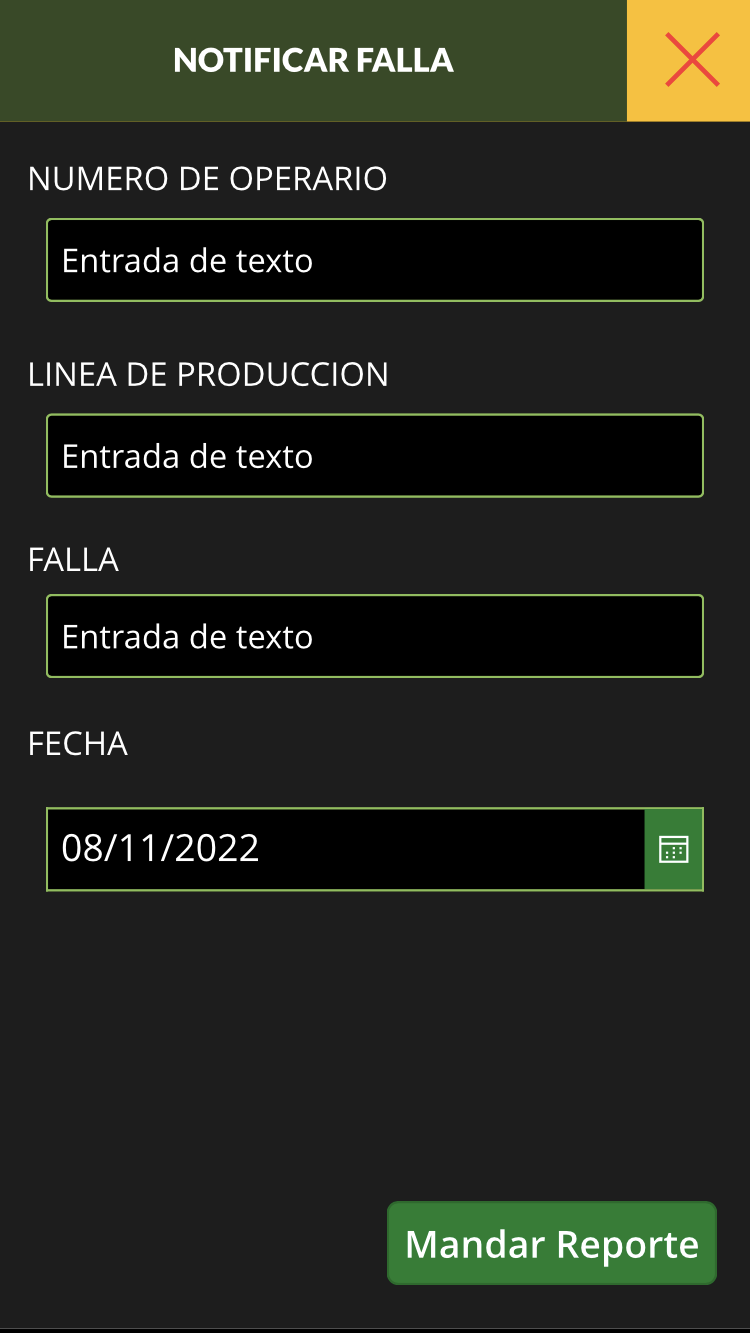 NOTIFICAR FALLA
NUMERO DE OPERARIO
Entrada de texto
LINEA DE PRODUCCION
Entrada de texto
FALLA
Entrada de texto
FECHA
08/11/2022
Mandar Reporte